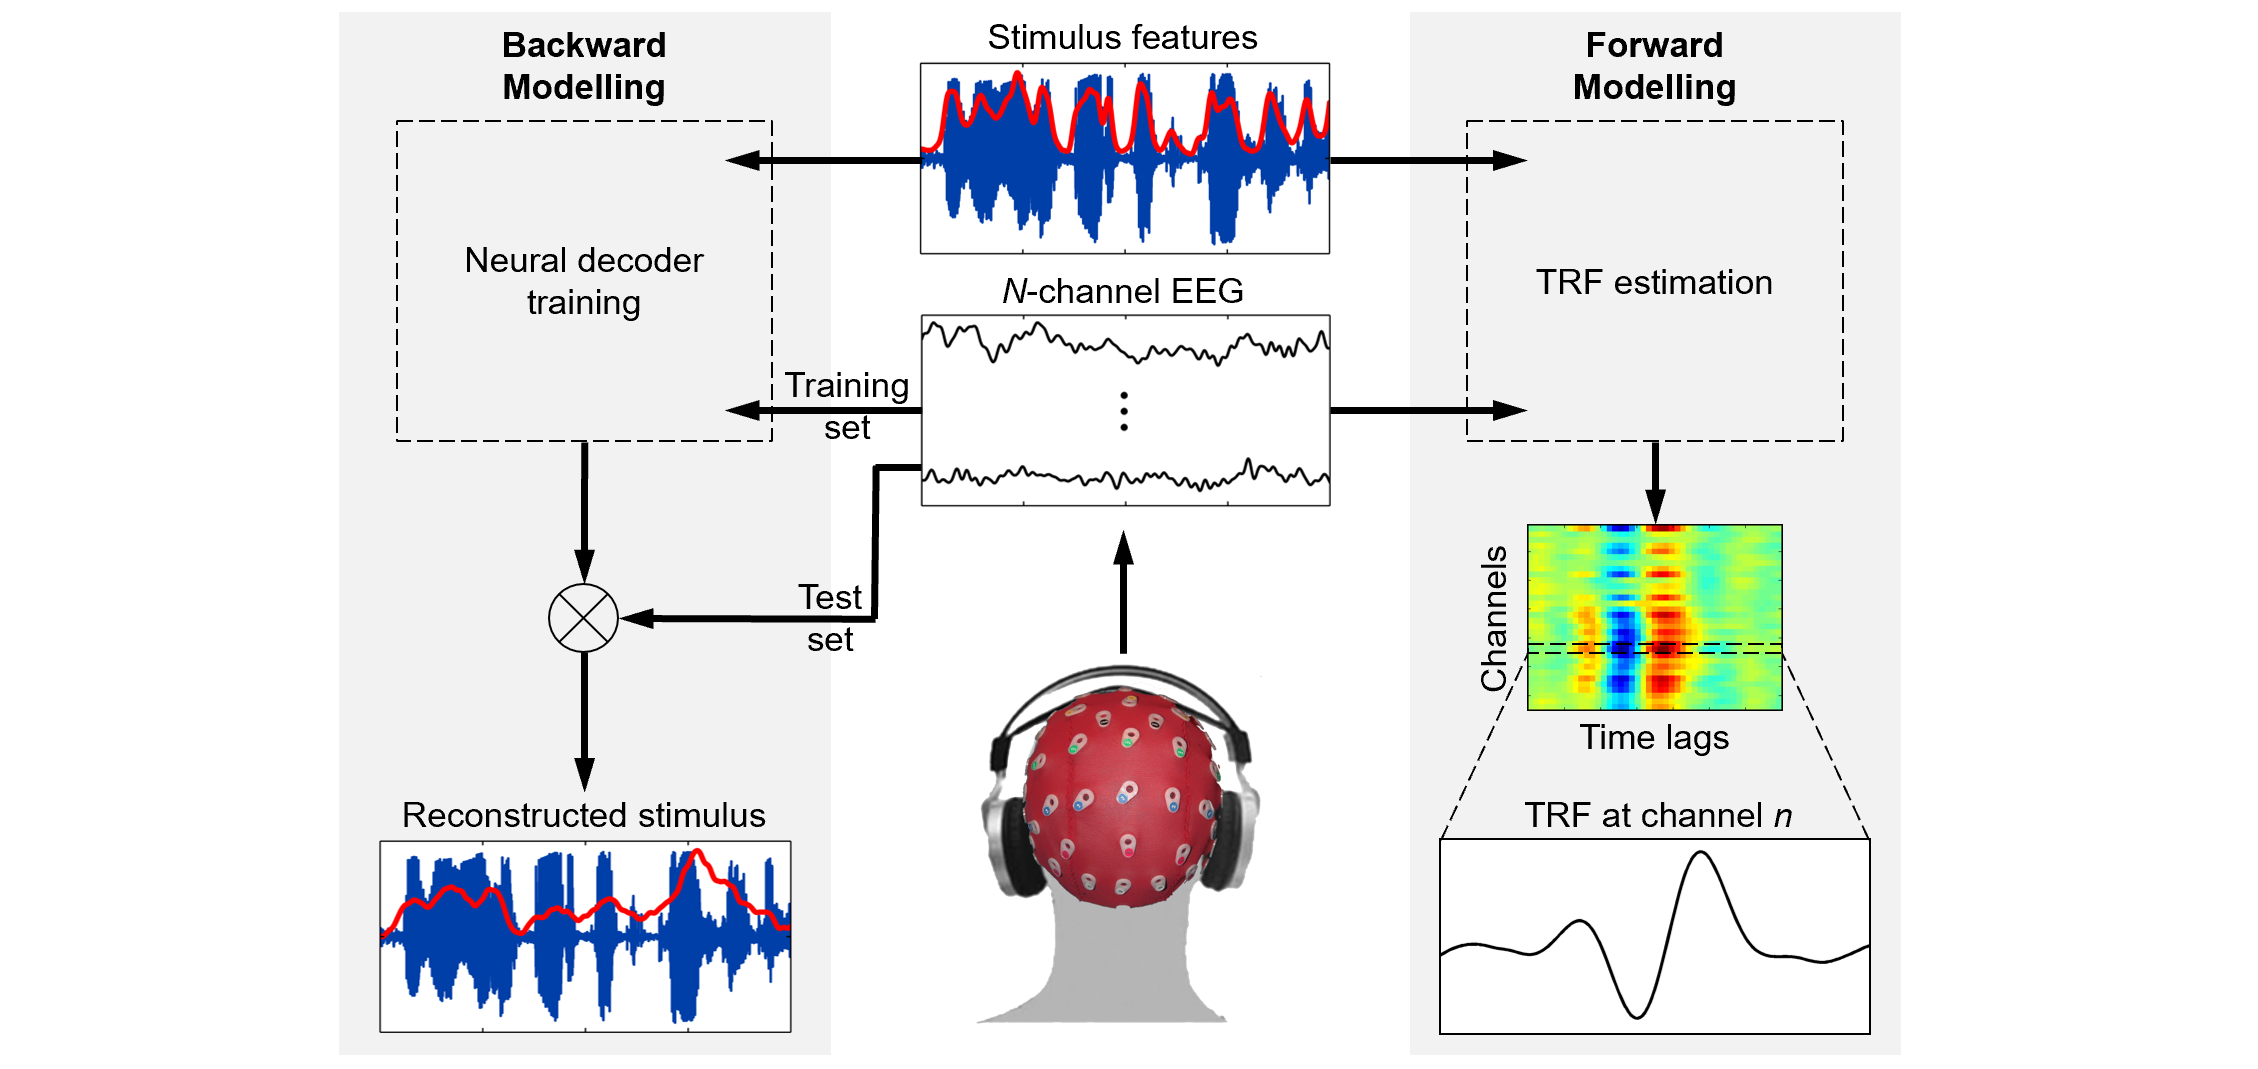 Backward
Modelling
Neural decoder
training
Stimulus features
N-channel EEG
Training
set
Test
set
Reconstructed stimulus
Forward
Modelling
TRF estimation
Channels
Time lags
TRF at channel n